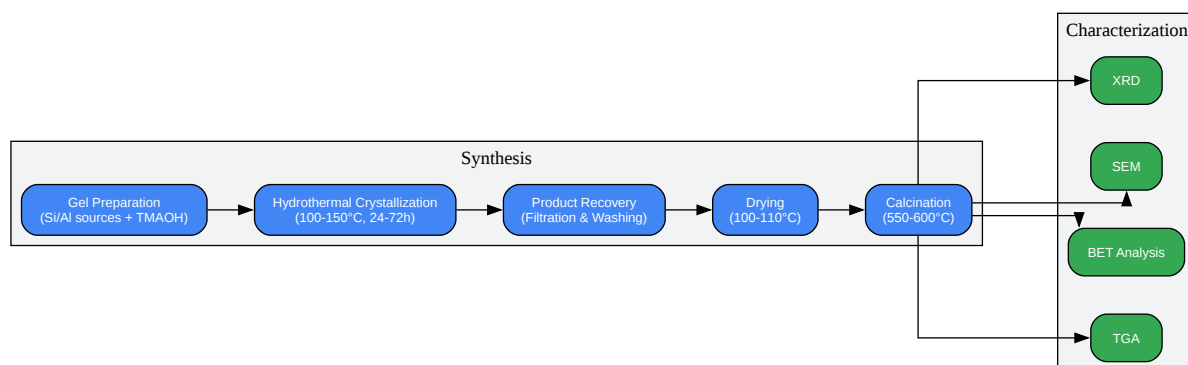 Synthesis
Gel Preparation
(Si/Al sources + TMAOH)
Hydrothermal Crystallization
(100-150°C, 24-72h)
Product Recovery
(Filtration & Washing)
Drying
(100-110°C)
Calcination
(550-600°C)
Characterization
XRD
SEM
BET Analysis
TGA